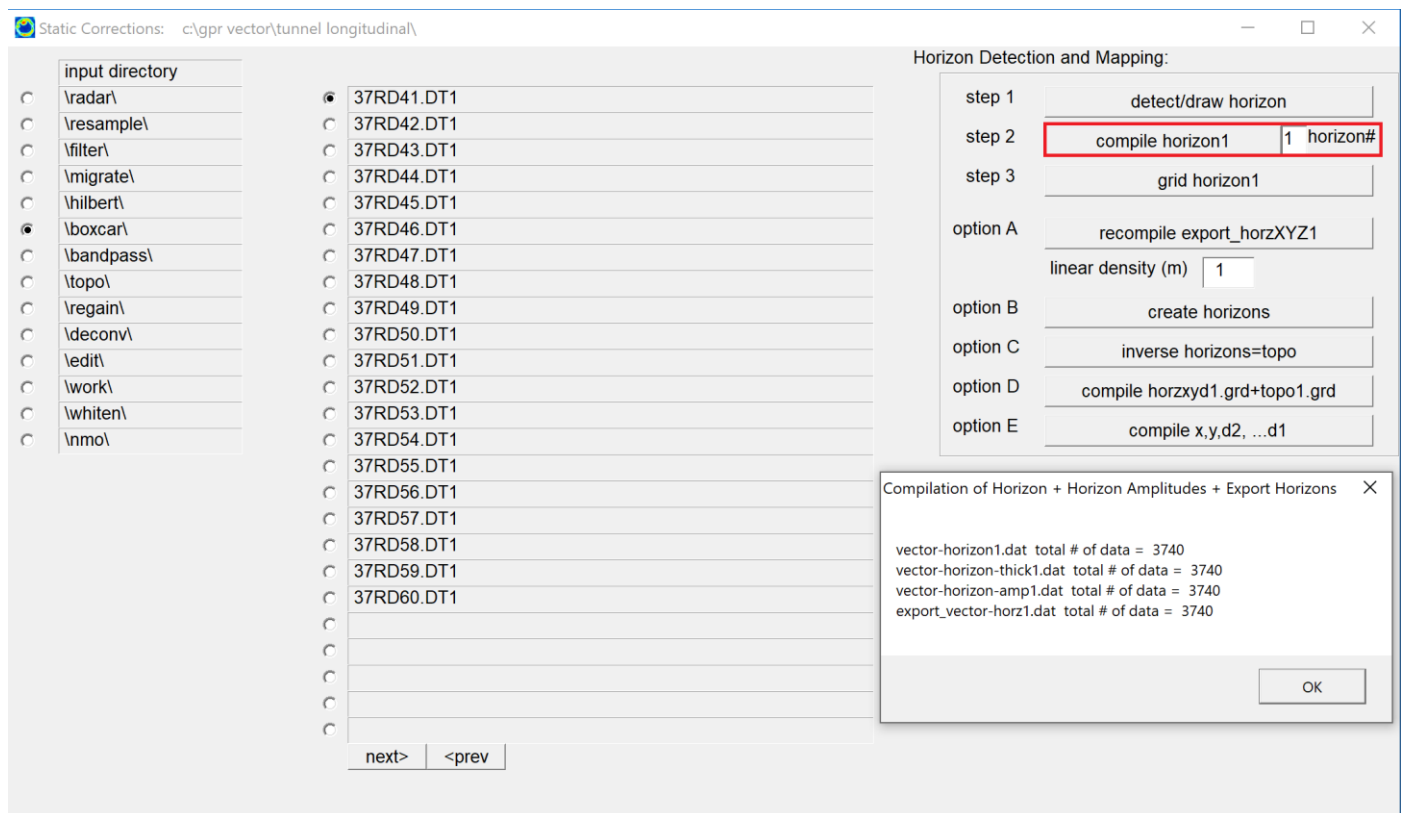 Static Corrections: c:\gpr vector\tunnel longitudinal\
input directory
\radar\
\resample\
\filter\
\migrate\
\hilbert\
\boxcar\
\bandpass\
\topo\
\regain\
\deconv\
\edit\
\work\
\whiten\
\nmo\
37RD41.DT1
37RD42.DT1
37RD43.DT1
37RD44.DT1
37RD45.DT1
37RD46.DT1
37RD47.DT1
37RD48.DT1
37RD49.DT1
37RD50.DT1
37RD51.DT1
37RD52.DT1
37RD53.DT1
37RD54.DT1
37RD55.DT1
37RD56.DT1
37RD57.DT1
37RD58.DT1
37RD59.DT1
37RD60.DT1
next> <prev
Horizon Detection and Mapping:
step 1 detect/draw horizon
step 2 compile horizon1 1 horizon#
step 3 grid horizon1
option A recompile export_horzXYZ1
linear density (m) 1
option B create horizons
option C inverse horizons=topo
option D compile horzxyd1.grd+topo1.grd
option E compile x,y,d2, ...d1
Compilation of Horizon + Horizon Amplitudes + Export Horizons
vector-horizon1.dat total # of data = 3740
vector-horizon-thick1.dat total # of data = 3740
vector-horizon-amp1.dat total # of data = 3740
export_vector-horz1.dat total # of data = 3740
OK